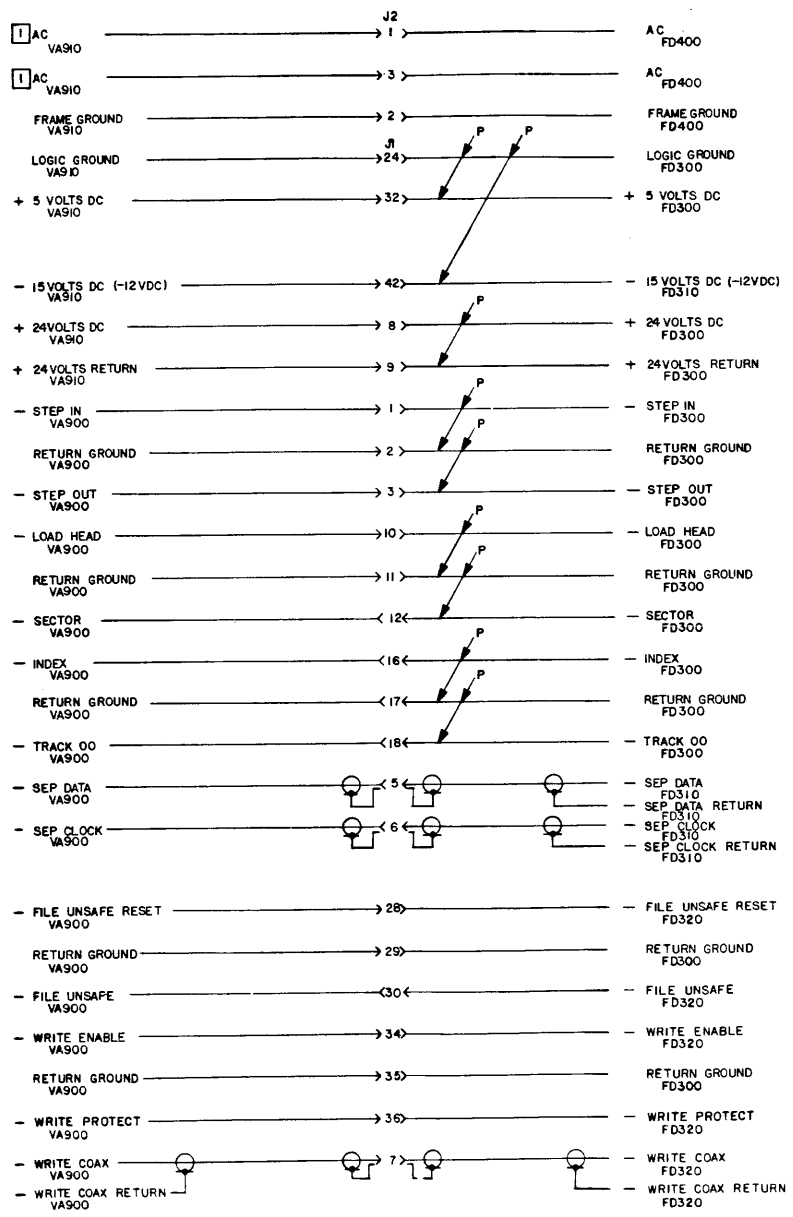 J2
1 AC 1 AC
VA910 FD400
1 AC 3 AC
VA910 FD400
FRAME GROUND 2 FRAME GROUND
VA910 FD400
J1 P P
LOGIC GROUND 24 LOGIC GROUND
VA910 FD300
+ 5 VOLTS DC 32 + 5 VOLTS DC
VA910 FD300
- 15 VOLTS DC (-12VDC) 42 - 15 VOLTS DC (-12VDC)
VA910 FD310
P
+ 24 VOLTS DC 8 + 24 VOLTS DC
VA910 FD300
+ 24 VOLTS RETURN 9 + 24 VOLTS RETURN
VA910 FD300
P
- STEP IN 1 - STEP IN
VA900 FD300
P
RETURN GROUND 2 RETURN GROUND
VA900 FD300
- STEP OUT 3 - STEP OUT
VA900 FD300
P
- LOAD HEAD 10 - LOAD HEAD
VA900 FD300
P
RETURN GROUND 11 RETURN GROUND
VA900 FD300
- SECTOR 12 - SECTOR
VA900 FD300
P
- INDEX 16 - INDEX
VA900 FD300
P
RETURN GROUND 17 RETURN GROUND
VA900 FD300
- TRACK 00 18 - TRACK 00
VA900 FD300
- SEP DATA 5 - SEP DATA
VA900 FD310
- SEP DATA RETURN
FD310
- SEP CLOCK 6 - SEP CLOCK
VA900 FD310
- SEP CLOCK RETURN
FD310
- FILE UNSAFE RESET 28 - FILE UNSAFE RESET
VA900 FD320
RETURN GROUND 29 RETURN GROUND
VA900 FD300
- FILE UNSAFE 30 - FILE UNSAFE
VA900 FD320
- WRITE ENABLE 34 - WRITE ENABLE
VA900 FD320
RETURN GROUND 35 RETURN GROUND
VA900 FD300
- WRITE PROTECT 36 - WRITE PROTECT
VA900 FD320
- WRITE COAX 7 - WRITE COAX
VA900 FD320
- WRITE COAX RETURN - WRITE COAX RETURN
VA900 FD320